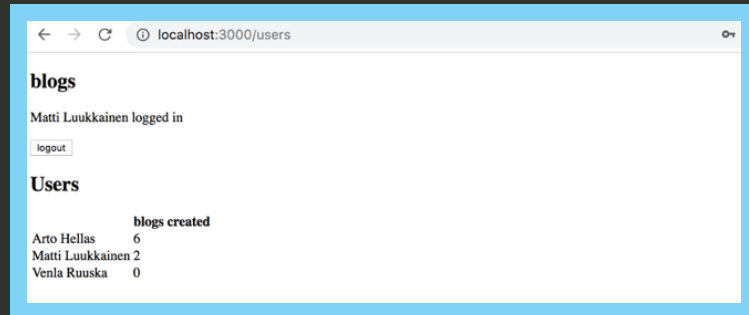 localhost:3000/users
blogs
Matti Luukkainen logged in
logout
Users
blogs created
Arto Hellas 6
Matti Luukkainen 2
Venla Ruuska 0